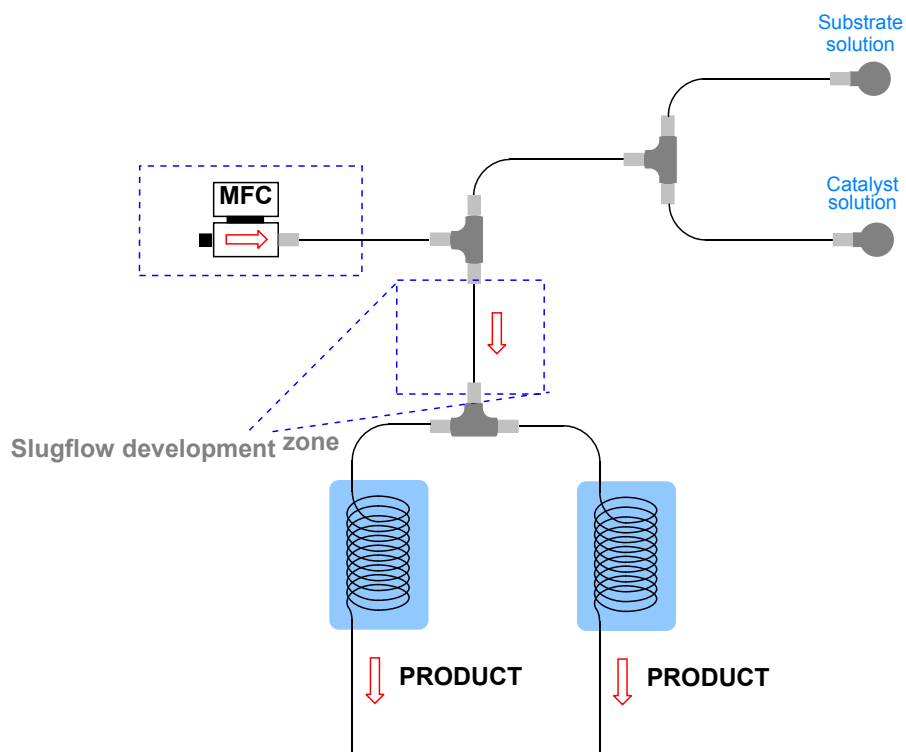 Substrate
solution
MFC
Catalyst
solution
Slugflow development zone
PRODUCT
PRODUCT